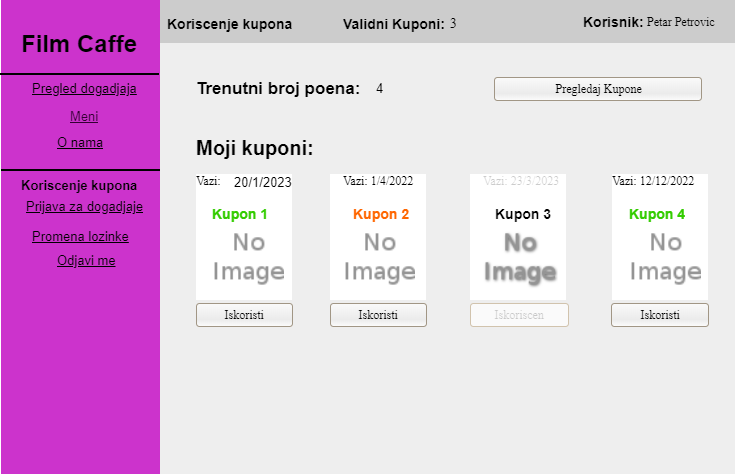 Film Caffe
Pregled dogadjaja
Meni
O nama
Koriscenje kupona
Prijava za dogadjaje
Promena lozinke
Odjavi me
Koriscenje kupona
Validni Kuponi: 3
Korisnik: Petar Petrovic
Trenutni broj poena: 4
Pregledaj Kupone
Moji kuponi:
Vazi: 20/1/2023
Kupon 1
No
Image
Iskoristi
Vazi: 1/4/2022
Kupon 2
No
Image
Iskoristi
Vazi: 23/3/2023
Kupon 3
No
Image
Iskoriscen
Vazi: 12/12/2022
Kupon 4
No
Image
Iskoristi